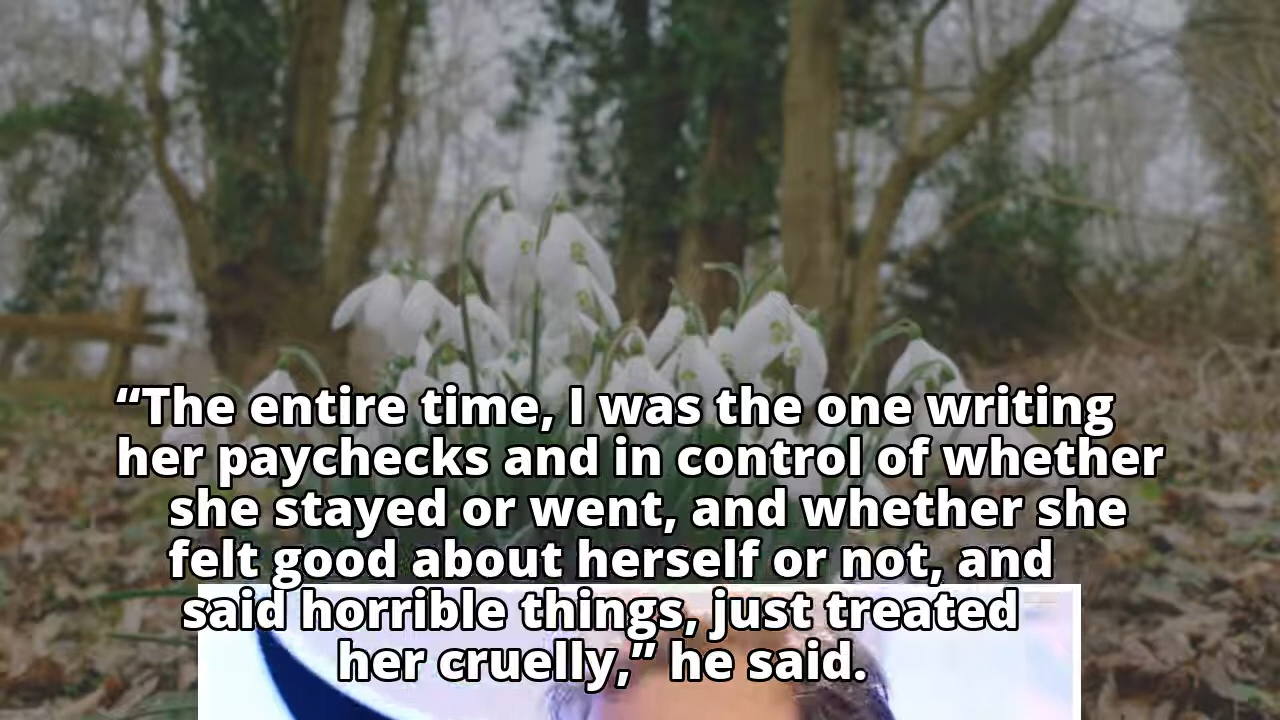 “The entire time, I was the one writing
her paychecks and in control of whether
she stayed or went, and whether she
felt good about herself or not, and
said horrible things, just treated
her cruelly,” he said.